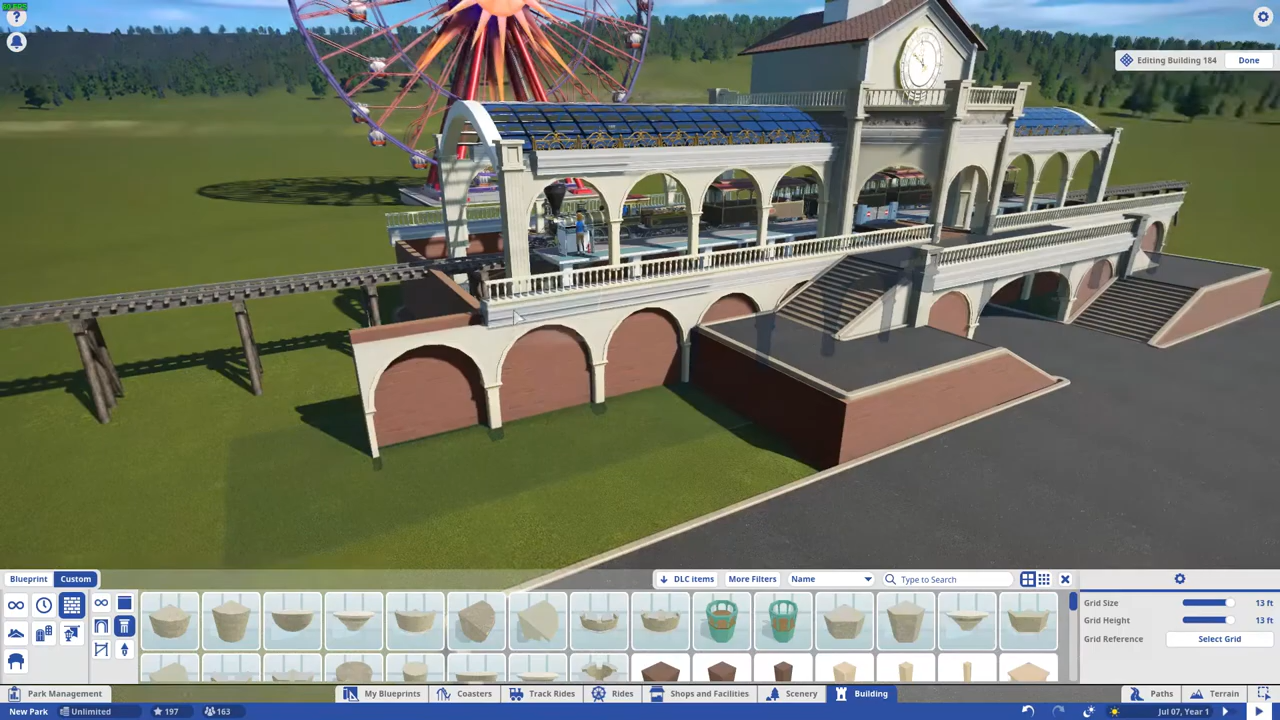 ?
Editing Building 184 Done
Blueprint Custom
DLC items More Filters Name Type to Search
Grid Size 13 ft
Grid Height 13 ft
Grid Reference Select Grid
Park Management My Blueprints Coasters Track Rides Rides Shops and Facilities Scenery Building Paths Terrain
New Park Unlimited 197 163 Jul 07, Year 1